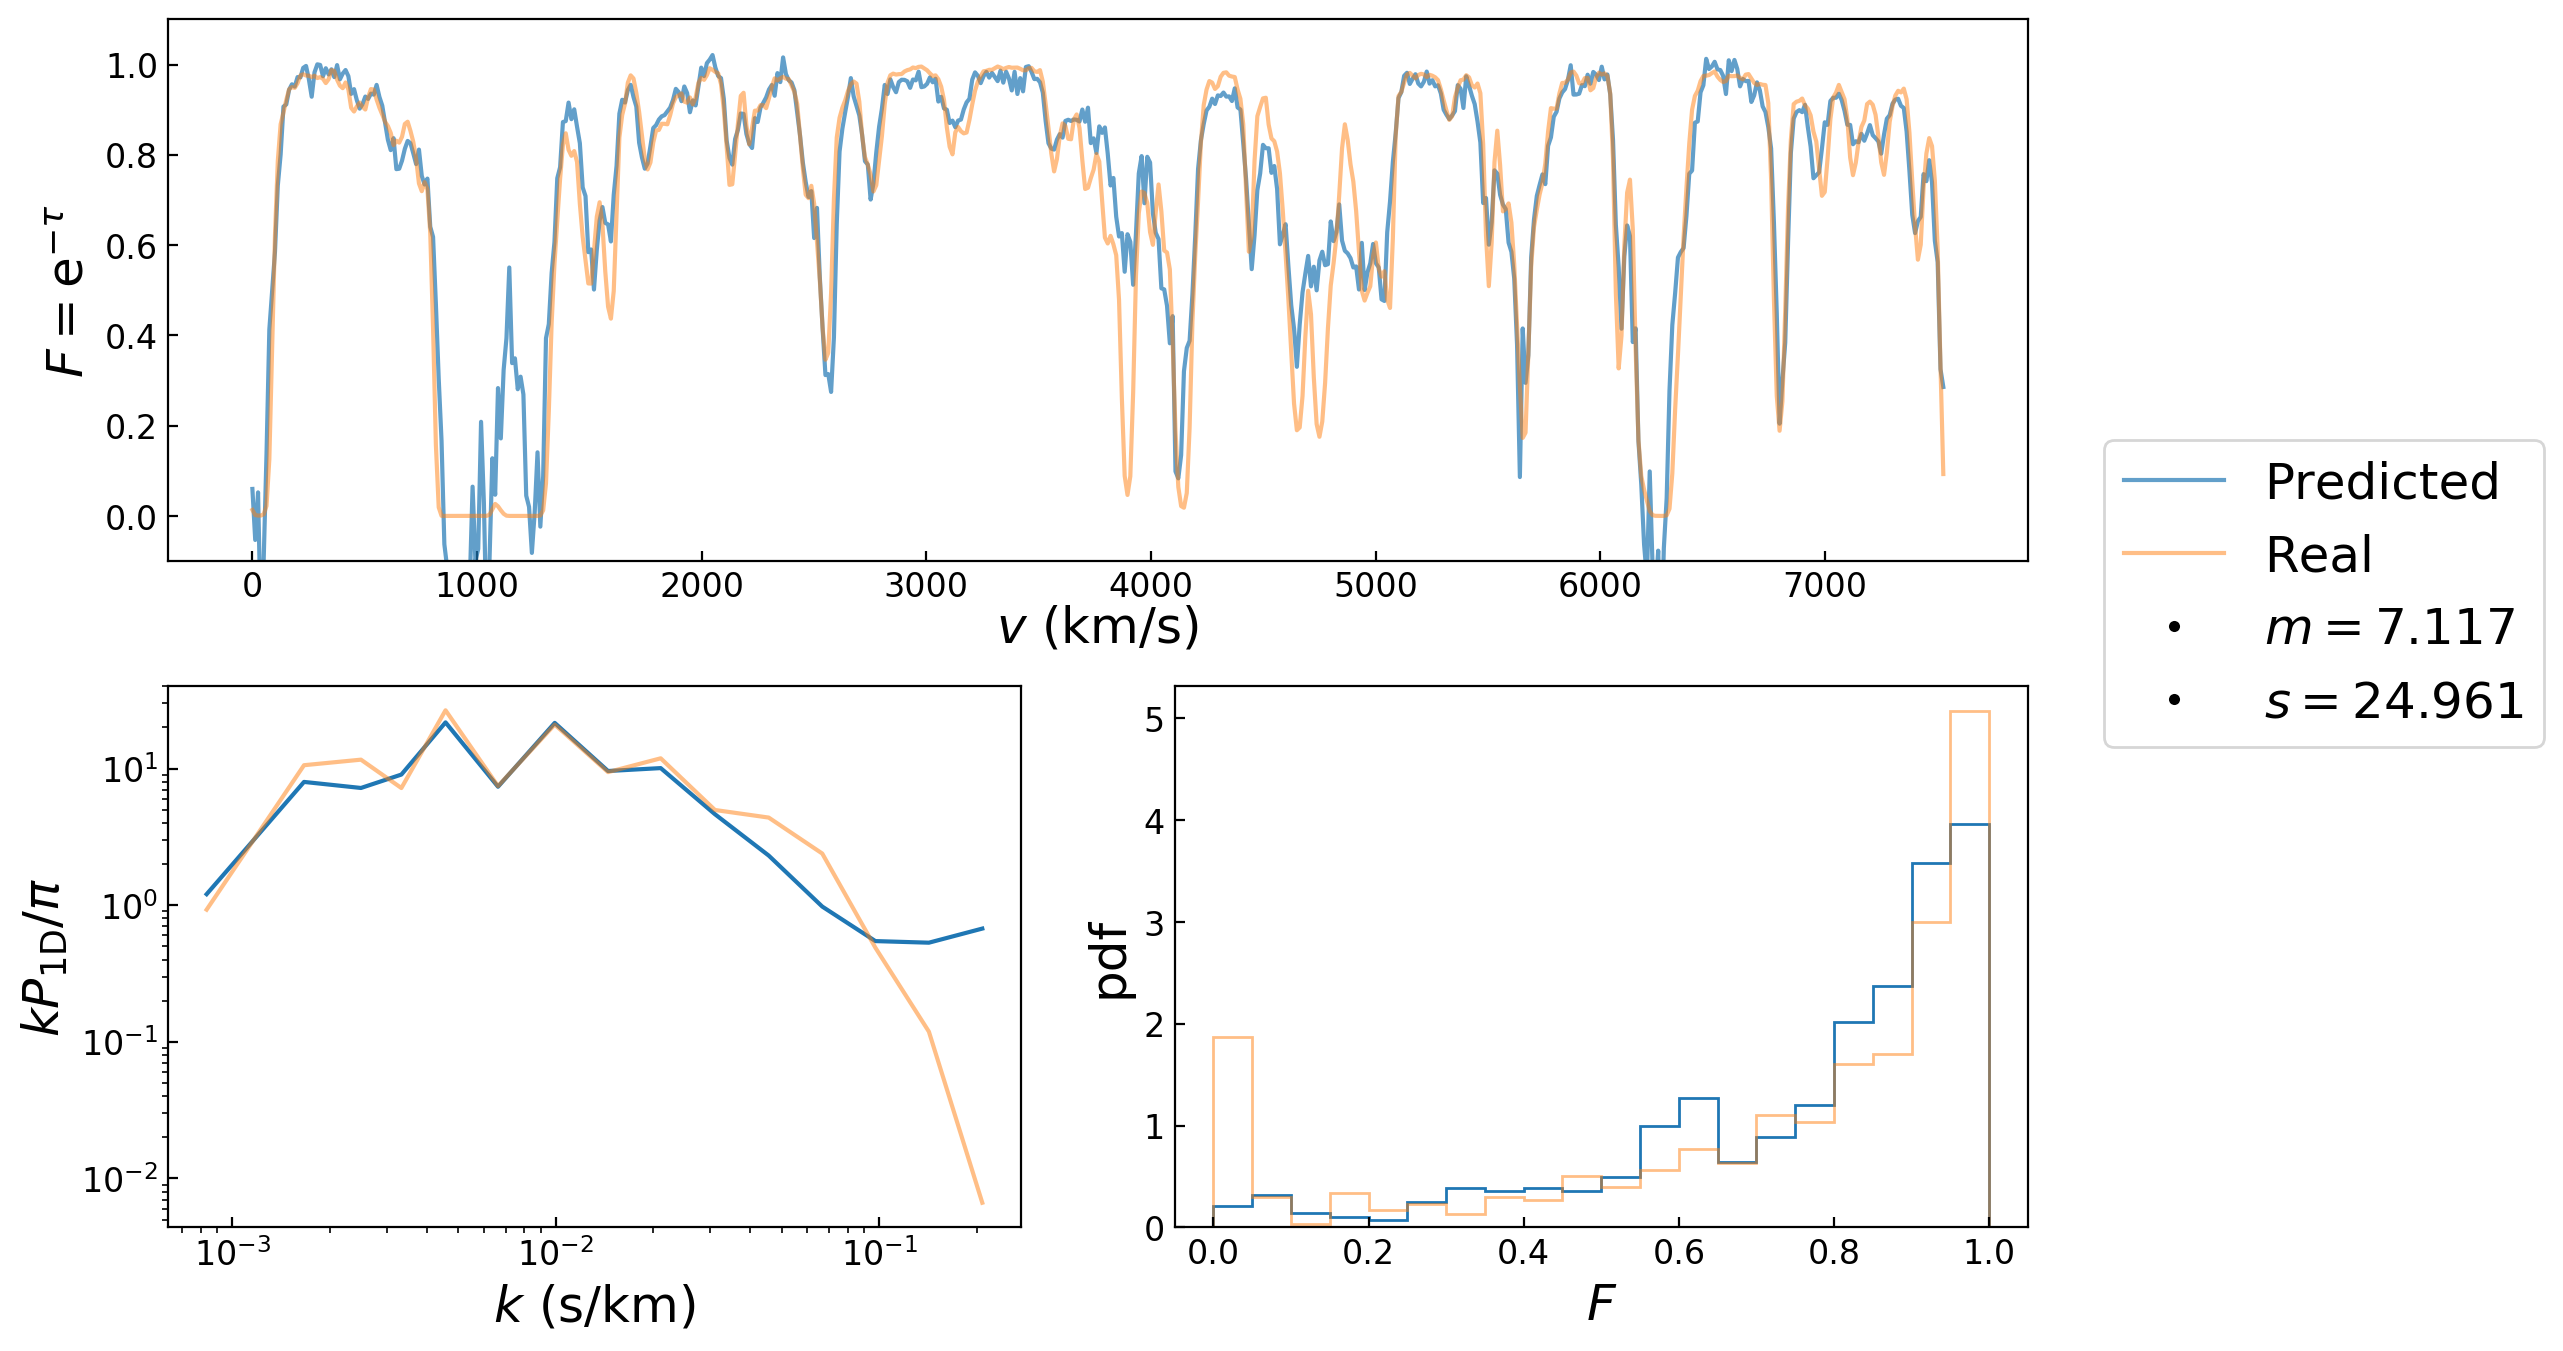 1.0
0.8
0.6
0.4
0.2
0.0
F = e^{-τ}
0 1000 2000 3000 4000 5000 6000 7000
v (km/s)
Predicted
Real
m = 7.117
s = 24.961
10^1
10^0
10^{-1}
10^{-2}
kP_{1D}/π
10^{-3} 10^{-2} 10^{-1}
k (s/km)
5
4
3
2
1
0
pdf
0.0 0.2 0.4 0.6 0.8 1.0
F